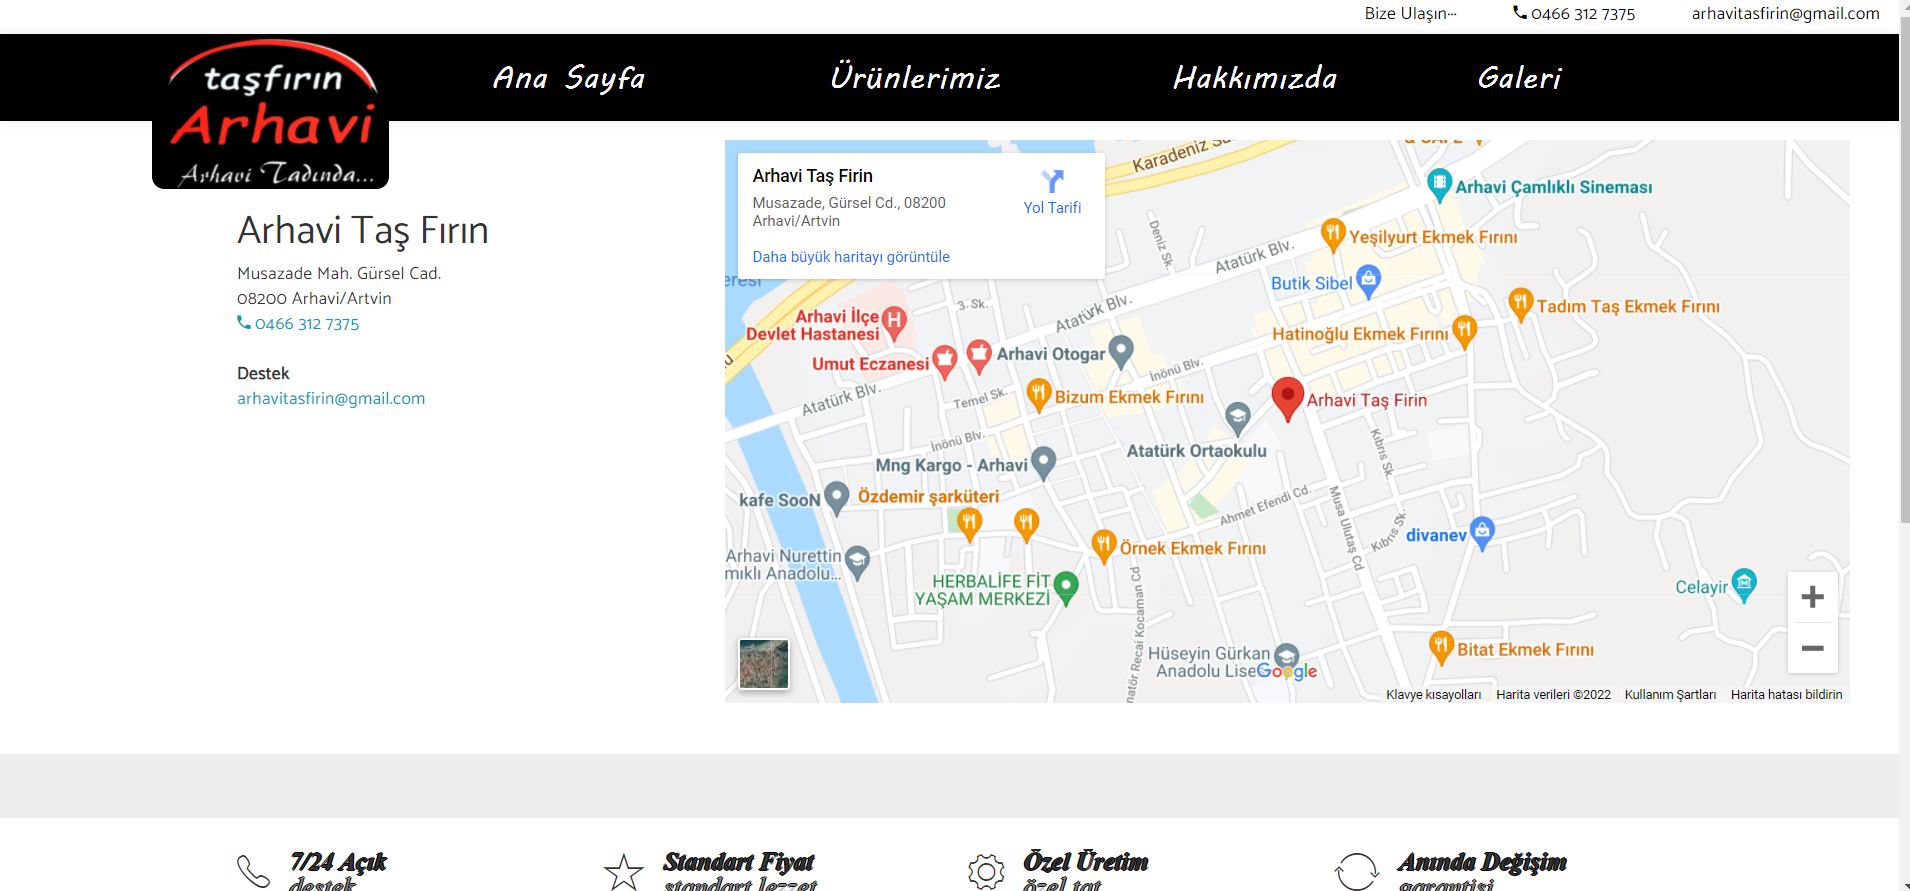 Bize Ulaşın...
0466 312 7375
arhavitasfirin@gmail.com
taşfırın
Arhavi
Arhavi Tadında...
Ana Sayfa
Ürünlerimiz
Hakkımızda
Galeri
Arhavi Taş Fırın
Musazade Mah. Gürsel Cad.
08200 Arhavi/Artvin
0466 312 7375
Destek
arhavitasfirin@gmail.com
Arhavi Taş Firin
Musazade, Gürsel Cd., 08200
Arhavi/Artvin
Yol Tarifi
Daha büyük haritayı görüntüle
Karadeniz
Arhavi Çamlıklı Sineması
Deniz Sk.
Atatürk Blv.
Yeşilyurt Ekmek Fırını
Butik Sibel
3. Sk.
Atatürk Blv.
Tadım Taş Ekmek Fırını
Arhavi İlçe
Devlet Hastanesi
Hatinoğlu Ekmek Fırını
Umut Eczanesi
Arhavi Otogar
İnönü Blv.
Atatürk Blv.
Temel Sk.
Bizum Ekmek Fırını
Arhavi Taş Firin
İnönü Blv.
Atatürk Ortaokulu
Kıbrıs Sk.
Mng Kargo - Arhavi
kafe SooN
Özdemir şarküteri
Ahmet Efendi Cd.
Musa Ulutaş Cd
Kıbrıs Sk.
divanev
Örnek Ekmek Fırını
Arhavi Nurettin
mıklı Anadolu...
HERBALİFE FİT
YAŞAM MERKEZİ
Celayir
natör Recai Kocaman Cd
Hüseyin Gürkan
Anadolu Lise
Google
Bitat Ekmek Fırını
Klavye kısayolları
Harita verileri ©2022
Kullanım Şartları
Harita hatası bildirin
7/24 Açık
destek
Standart Fiyat
standart lezzet
Özel Üretim
özel tat
Anında Değişim
garantisi